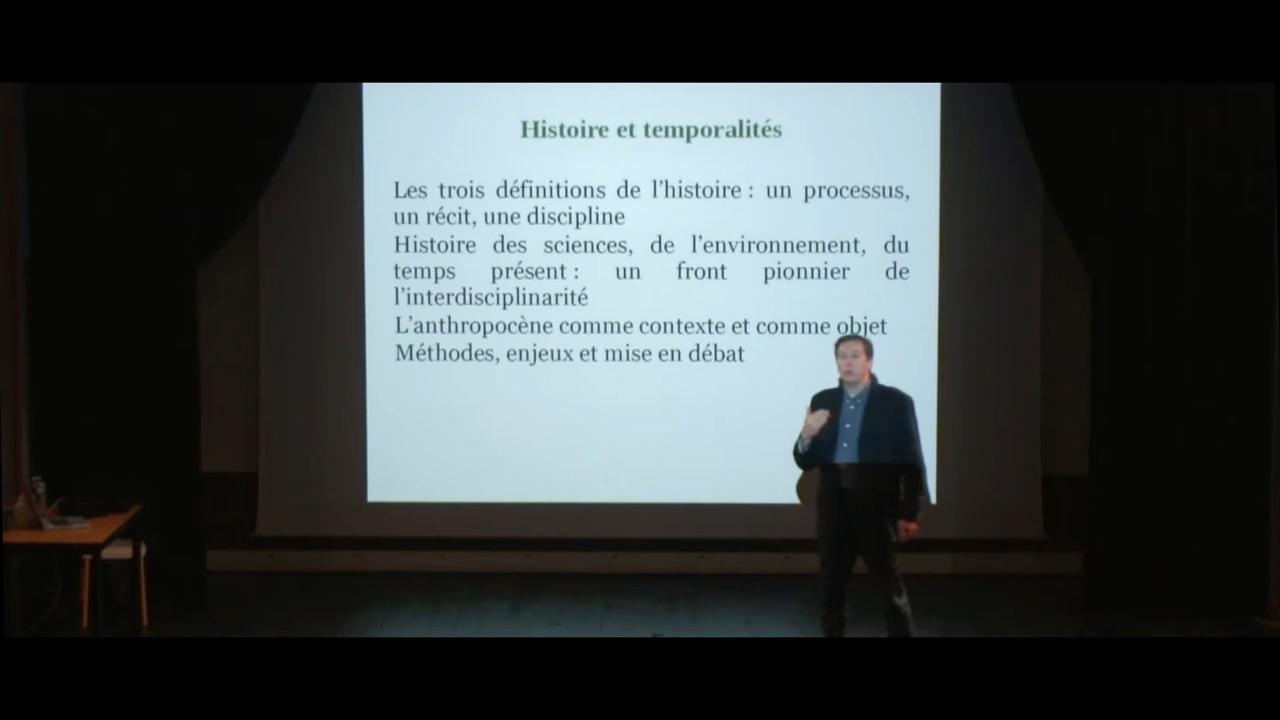 Histoire et temporalités
Les trois définitions de l'histoire : un processus,
un récit, une discipline
Histoire des sciences, de l'environnement, du
temps présent : un front pionnier de
l'interdisciplinarité
L'anthropocène comme contexte et comme objet
Méthodes, enjeux et mise en débat